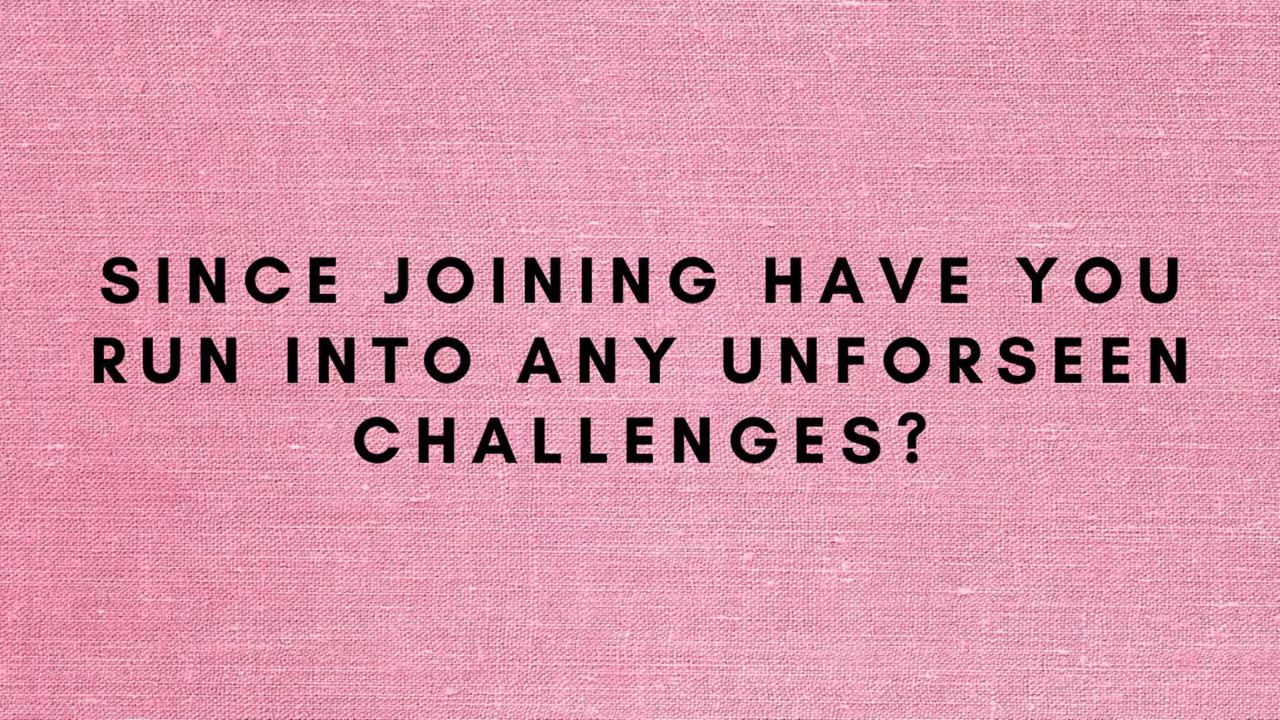 SINCE JOINING HAVE YOU
RUN INTO ANY UNFORSEEN
CHALLENGES?